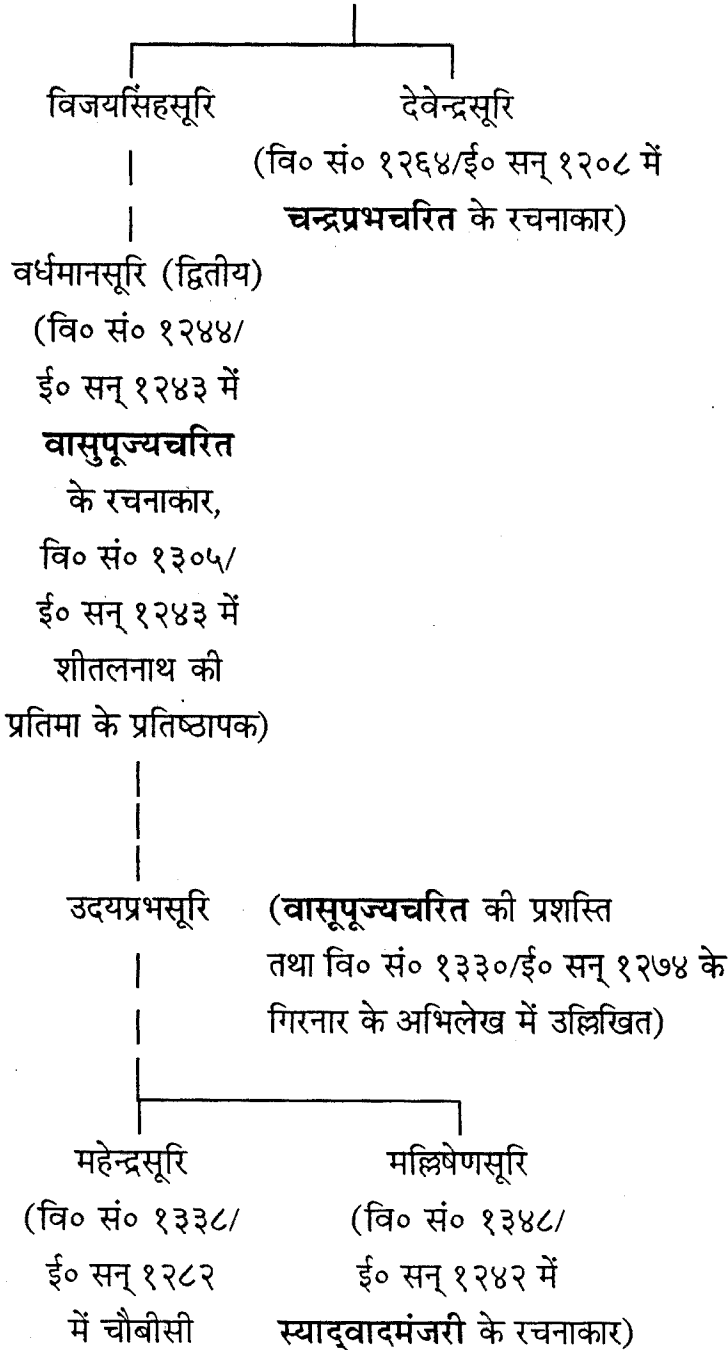 विजयसिंहसूरि देवेन्द्रसूरि
(वि० सं० १२६४/ई० सन् १२०८ में
चन्द्रप्रभचरित के रचनाकार)
वर्धमानसूरि (द्वितीय)
(वि० सं० १२४४/
ई० सन् १२४३ में
वासुपूज्यचरित
के रचनाकार,
वि० सं० १३०५/
ई० सन् १२४३ में
शीतलनाथ की
प्रतिमा के प्रतिष्ठापक)
उदयप्रभसूरि (वासूपूज्यचरित की प्रशस्ति
तथा वि० सं० १३३०/ई० सन् १२७४ के
गिरनार के अभिलेख में उल्लिखित)
महेन्द्रसूरि मल्लिषेणसूरि
(वि० सं० १३३८/ (वि० सं० १३४८/
ई० सन् १२८२ ई० सन् १२४२ में
में चौबीसी स्याद्वादमंजरी के रचनाकार)